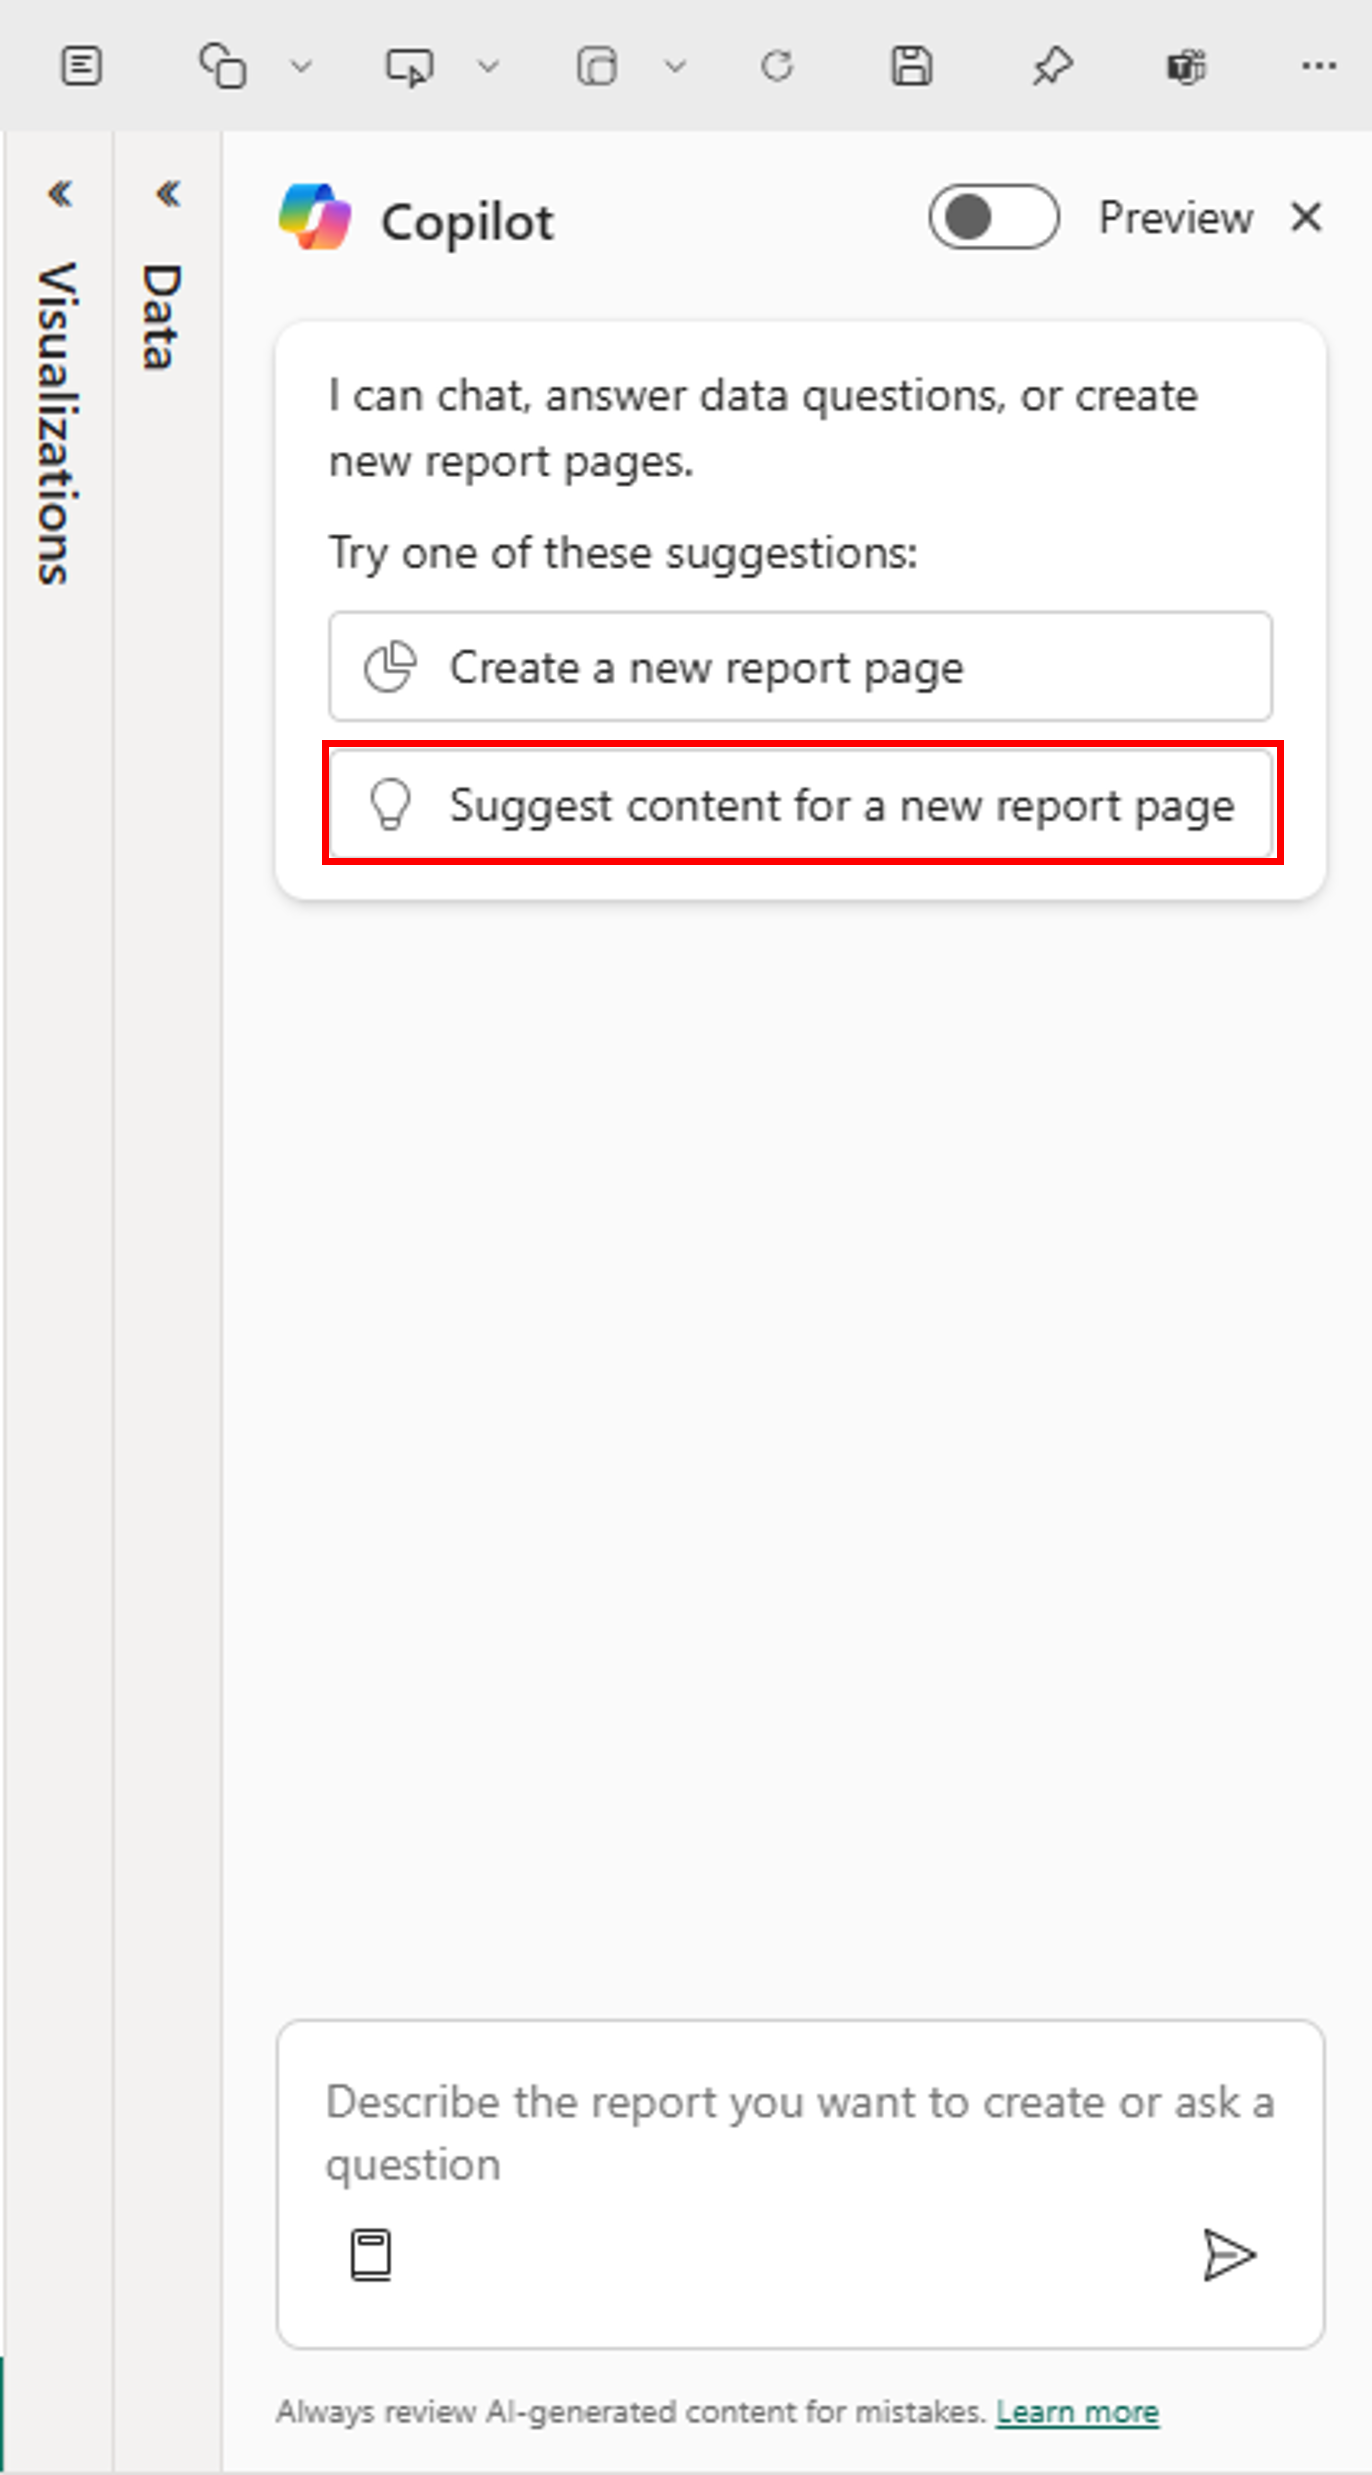 Visualizations
Data
Copilot
Preview
I can chat, answer data questions, or create
new report pages.
Try one of these suggestions:
Create a new report page
Suggest content for a new report page
Describe the report you want to create or ask a
question
Always review AI-generated content for mistakes. Learn more